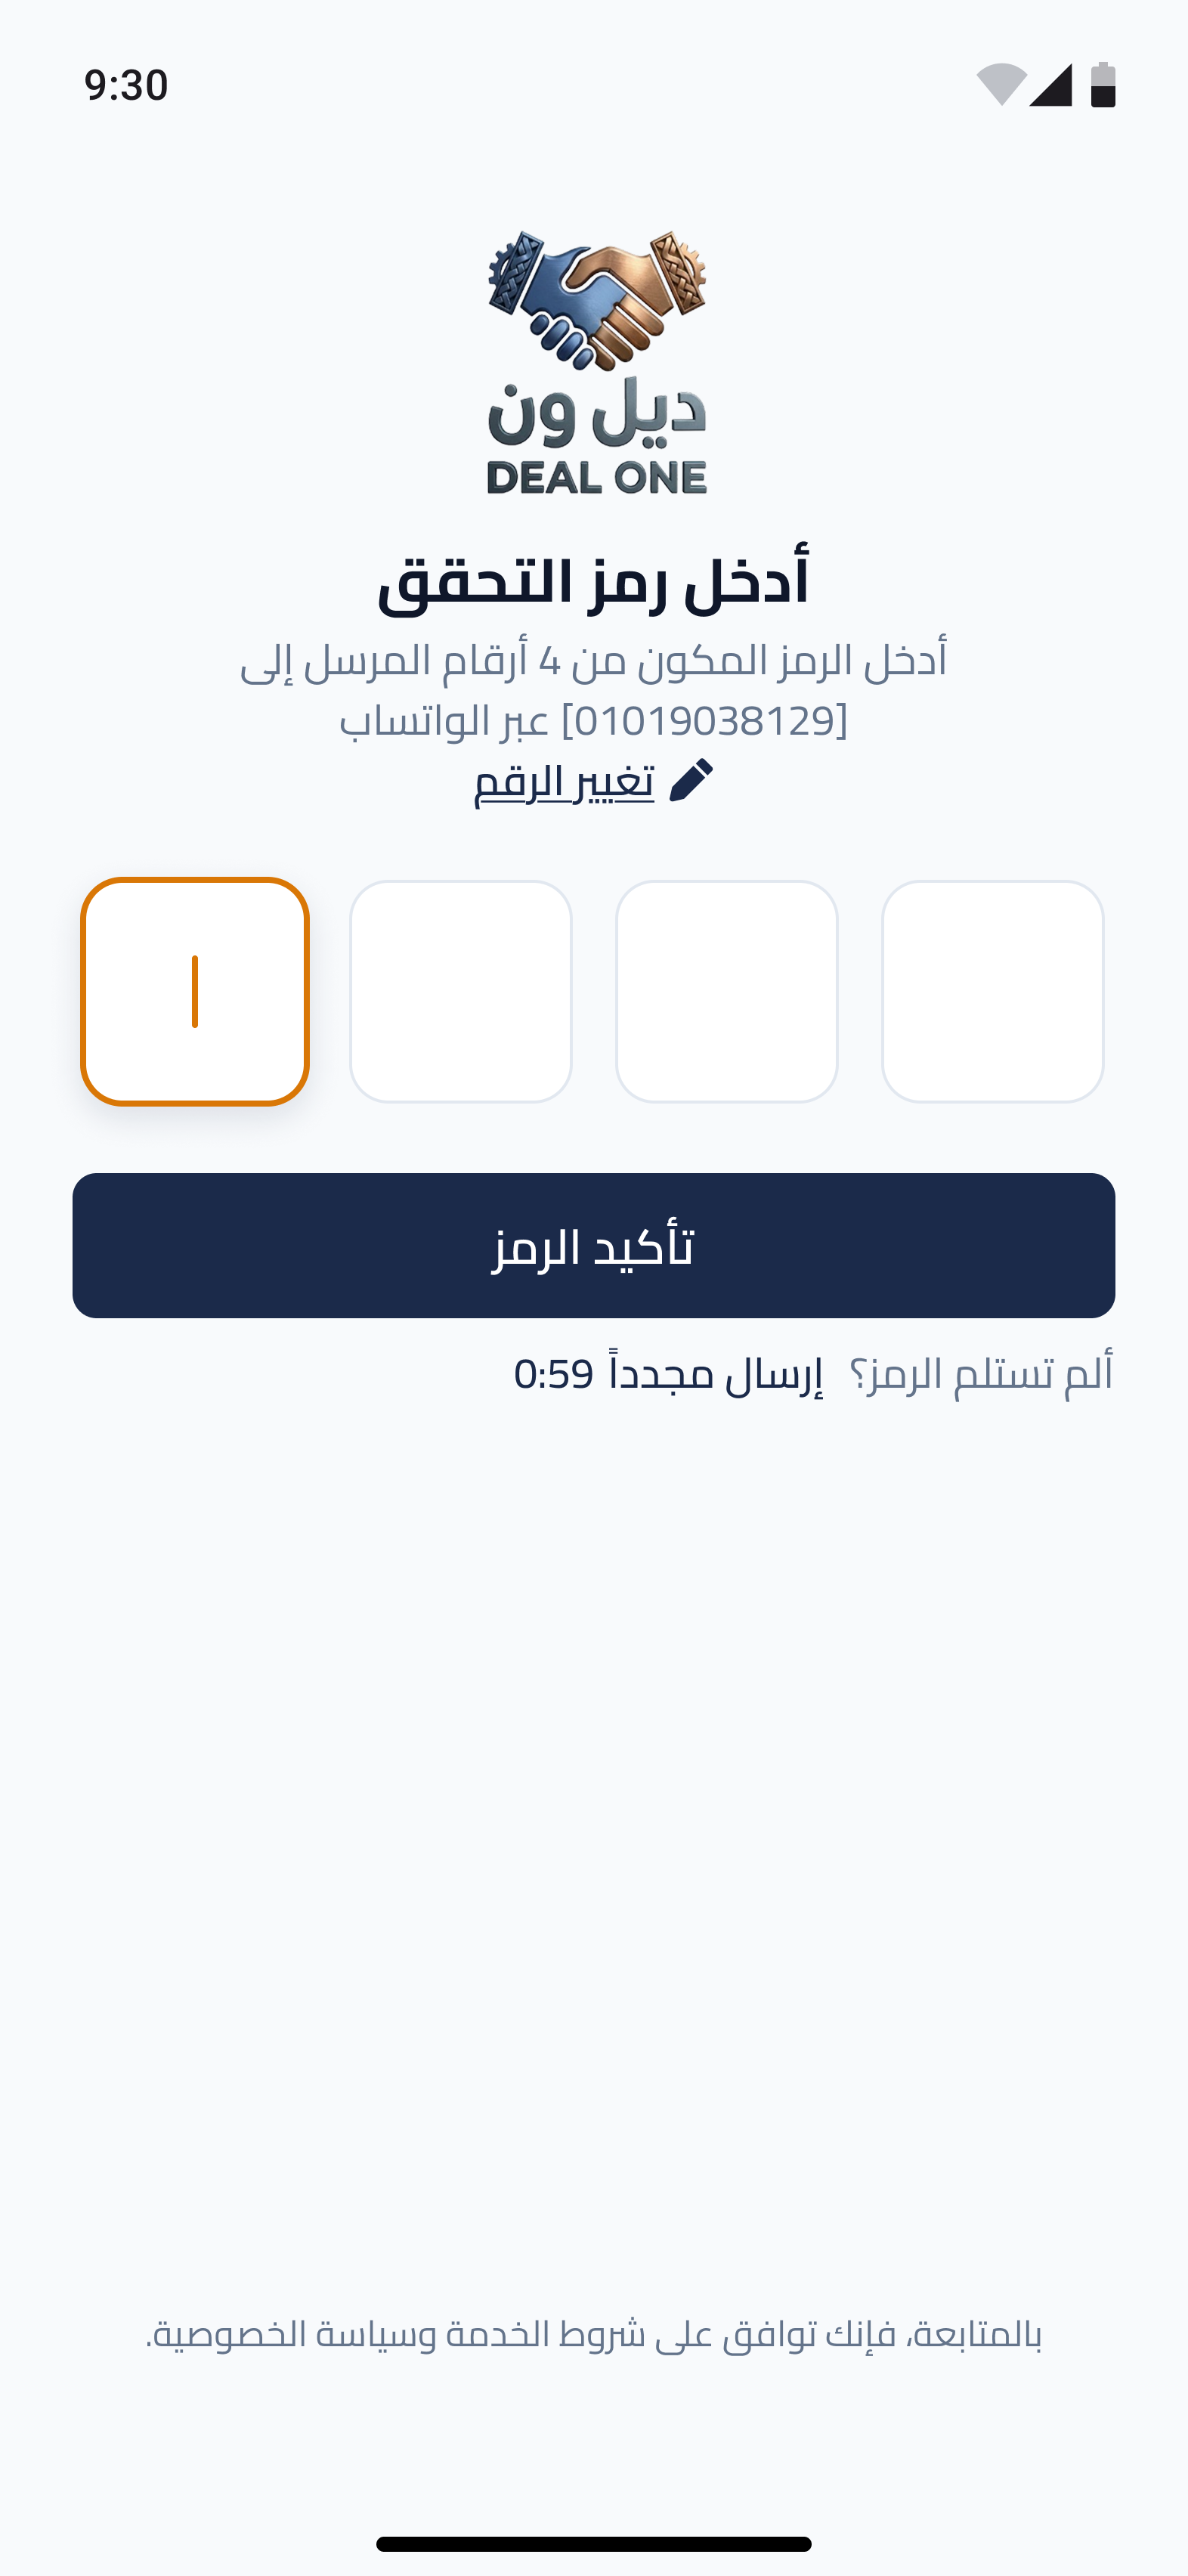 9:30
ديل ون
DEAL ONE
أدخل رمز التحقق
أدخل الرمز المكون من 4 أرقام المرسل إلى
[01019038129] عبر الواتساب
تغيير الرقم
تأكيد الرمز
ألم تستلم الرمز؟ إرسال مجدداً 0:59
بالمتابعة، فإنك توافق على شروط الخدمة وسياسة الخصوصية.